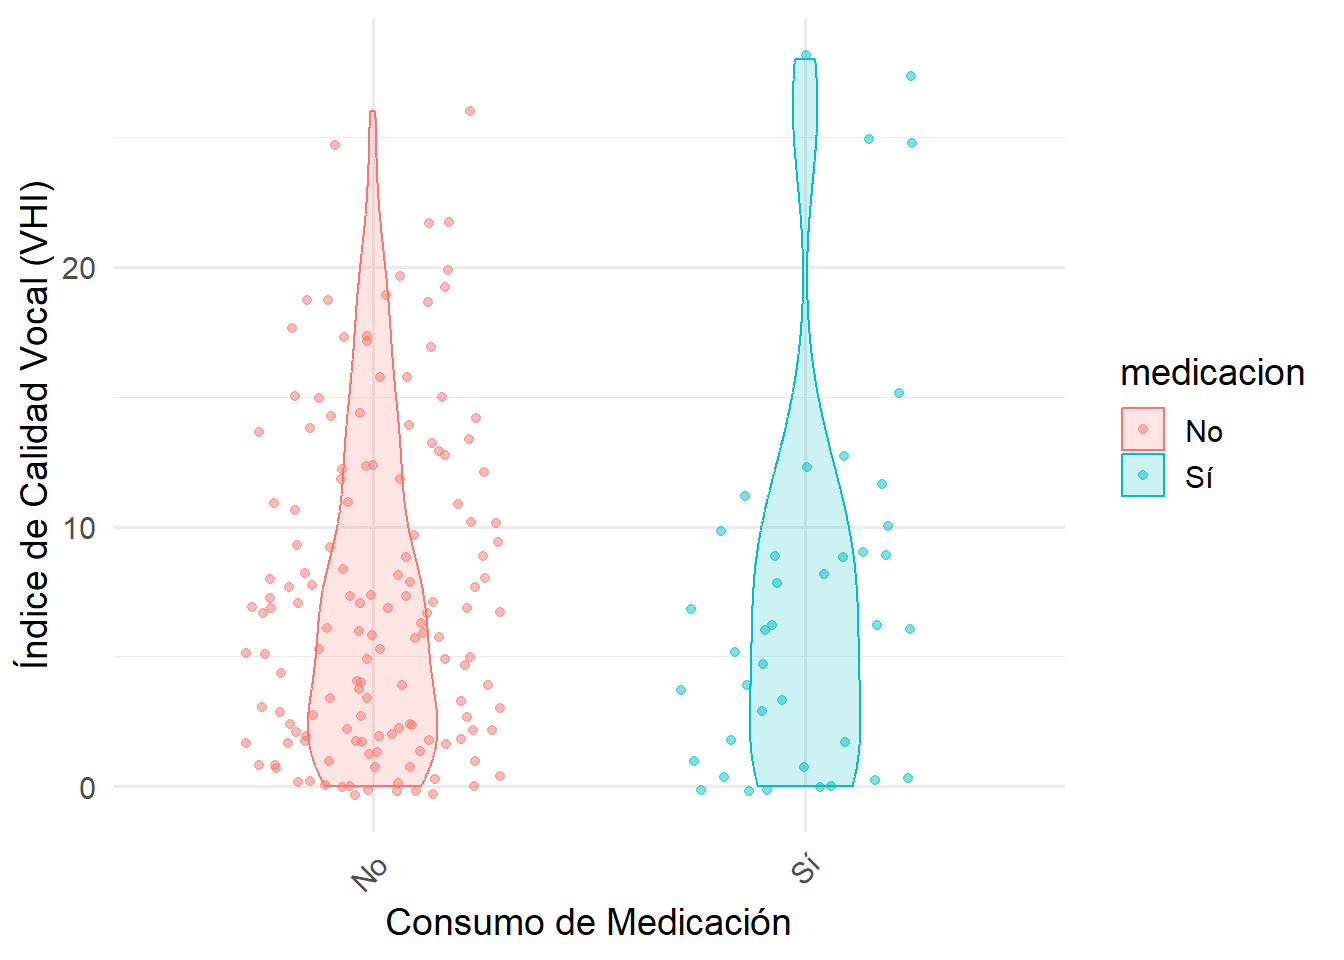 Índice de Calidad Vocal (VHI)
20
10
0
No
Sí
Consumo de Medicación
medicacion
No
Sí